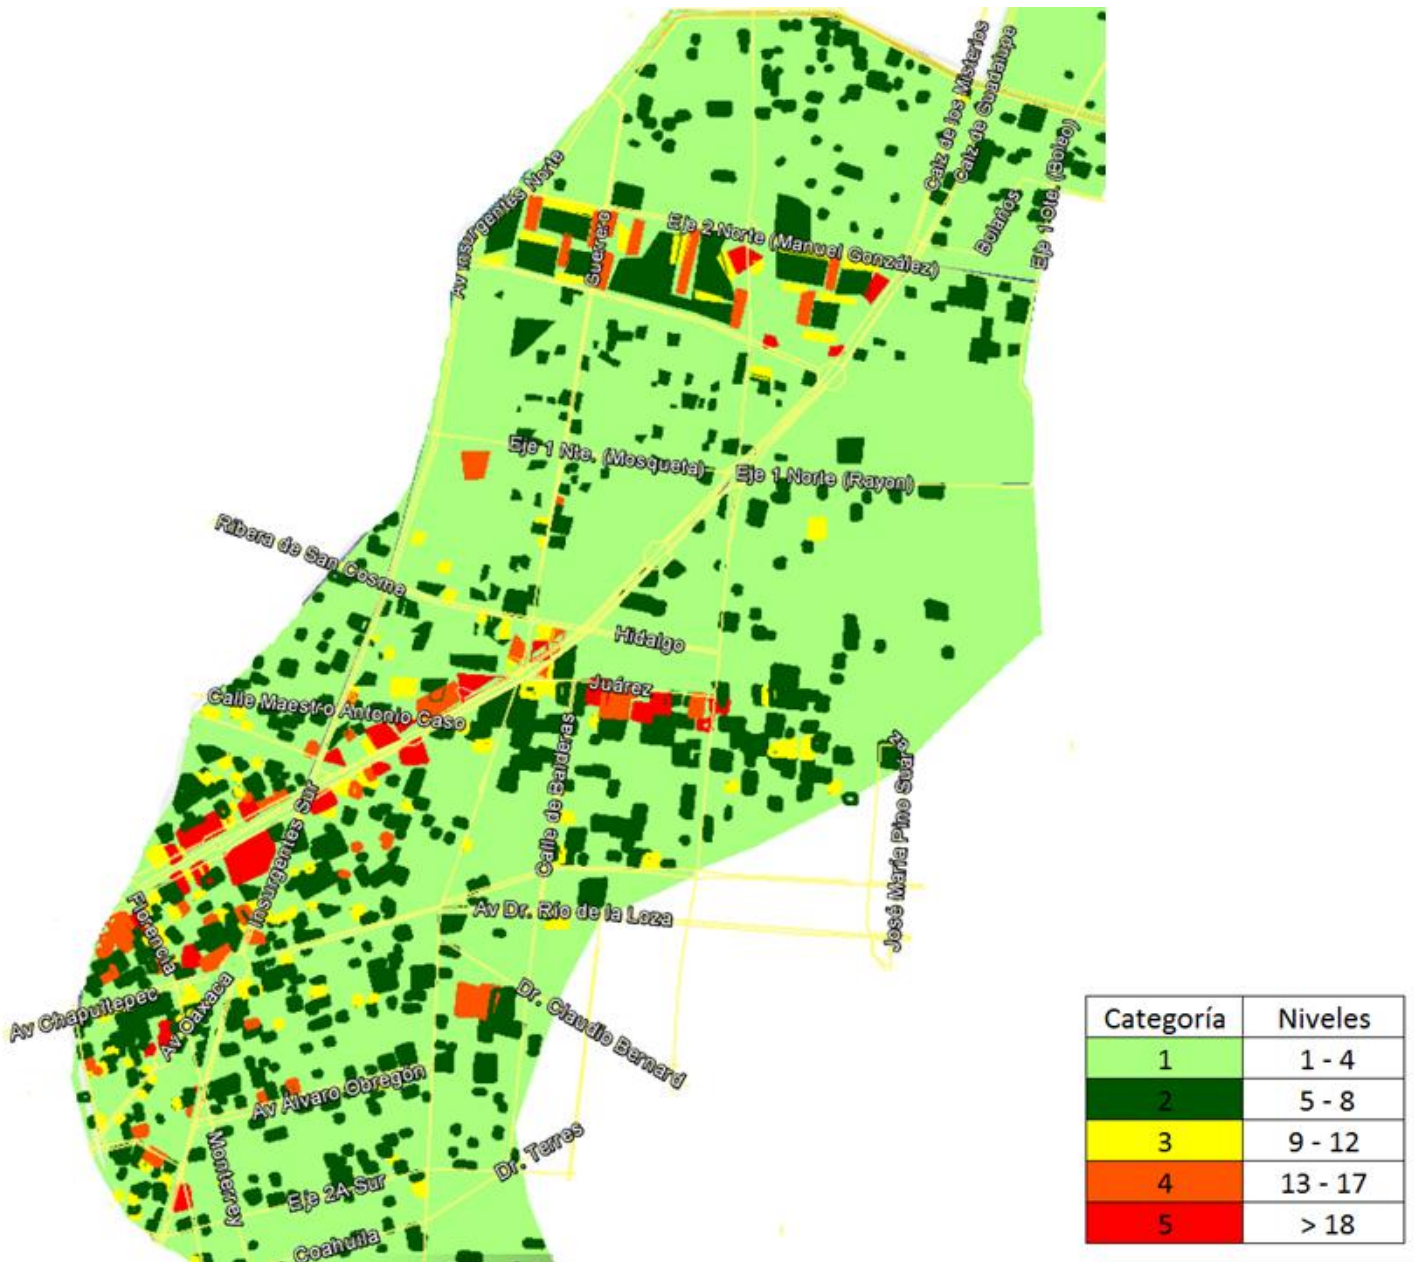 Calz de los Misterios
Calz de Guadalupe
Av Insurgentes Norte
Guerrero
Eje 2 Norte (Manuel González)
Bolaños
Eje 1 Ote. (Boleo)
Eje 1 Nte. (Mosqueta)
Eje 1 Norte (Rayon)
Ribera de San Cosme
Hidalgo
Juárez
Calle Maestro Antonio Caso
Calle de Balderas
José María Pino Suarez
Insurgentes Sur
Florencia
Av Dr. Río de la Loza
Av Chapultepec
Av Oaxaca
Dr. Claudio Bernard
Av Álvaro Obregón
Monterrey
Dr. Terres
Eje 2A Sur
Coahuila
Categoría Niveles
1 1 - 4
2 5 - 8
3 9 - 12
4 13 - 17
5 > 18